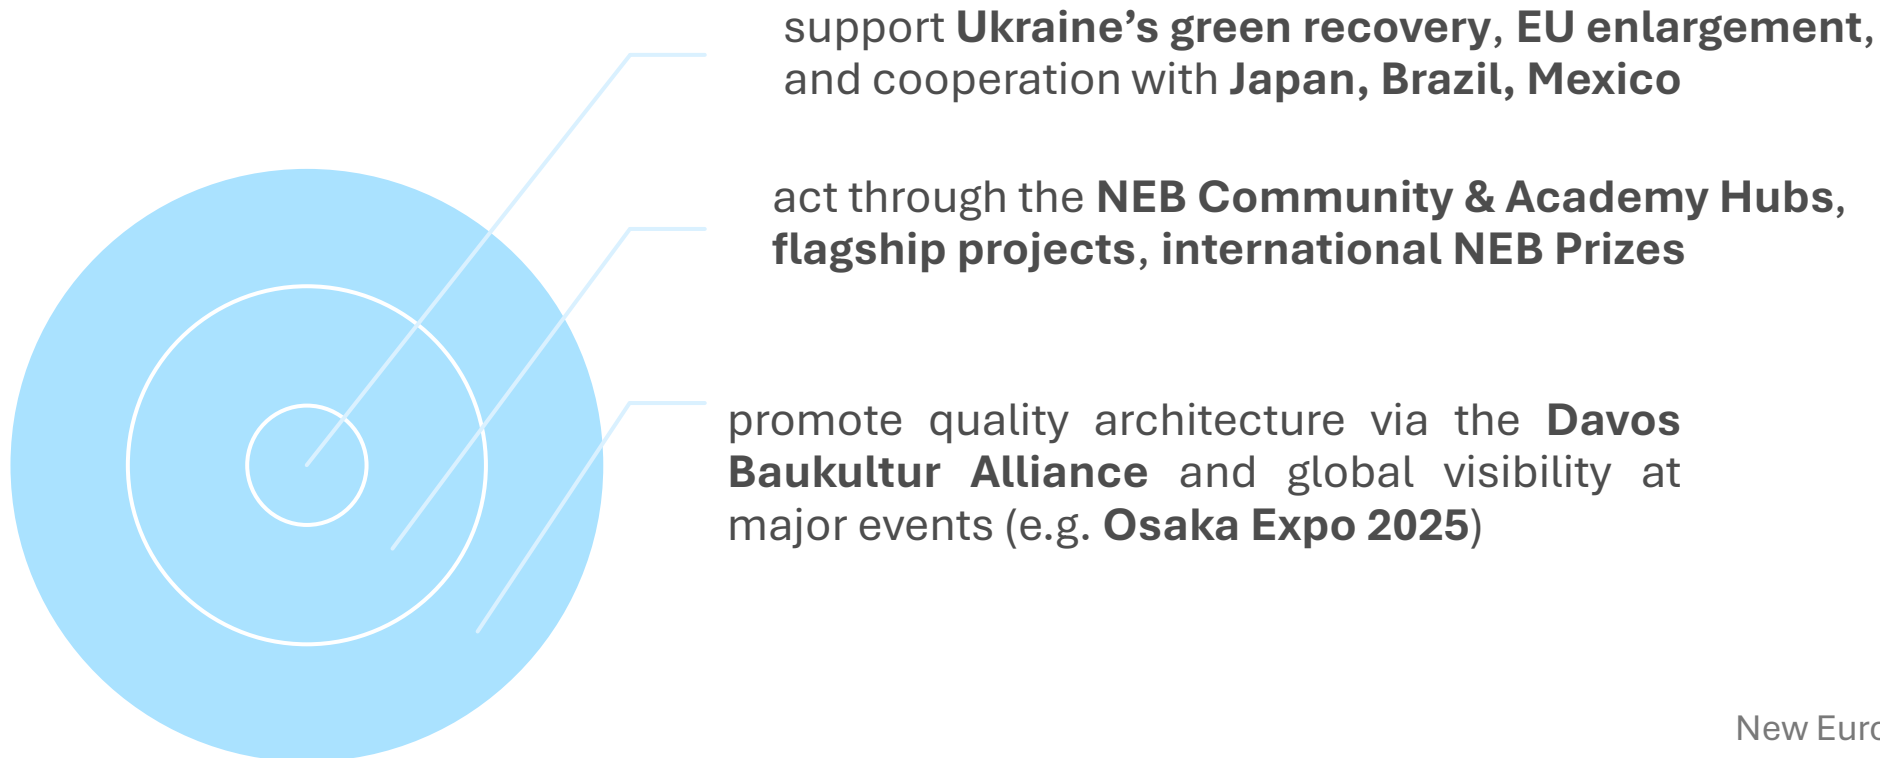 support Ukraine’s green recovery, EU enlargement,
and cooperation with Japan, Brazil, Mexico
act through the NEB Community & Academy Hubs,
flagship projects, international NEB Prizes
promote quality architecture via the Davos
Baukultur Alliance and global visibility at
major events (e.g. Osaka Expo 2025)
New